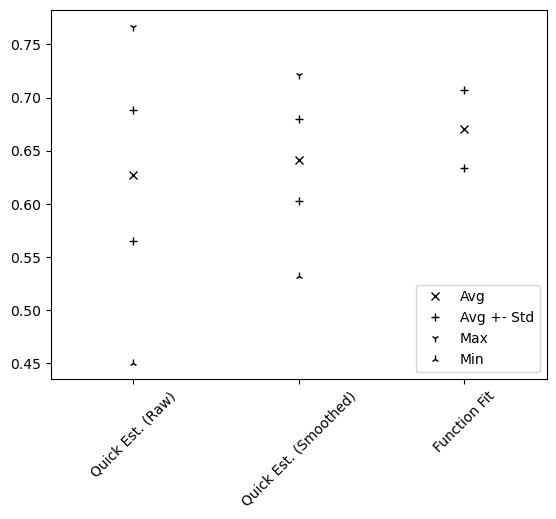 0.75
0.70
0.65
0.60
0.55
0.50
0.45
Avg
Avg +- Std
Max
Min
Quick Est. (Raw)
Quick Est. (Smoothed)
Function Fit